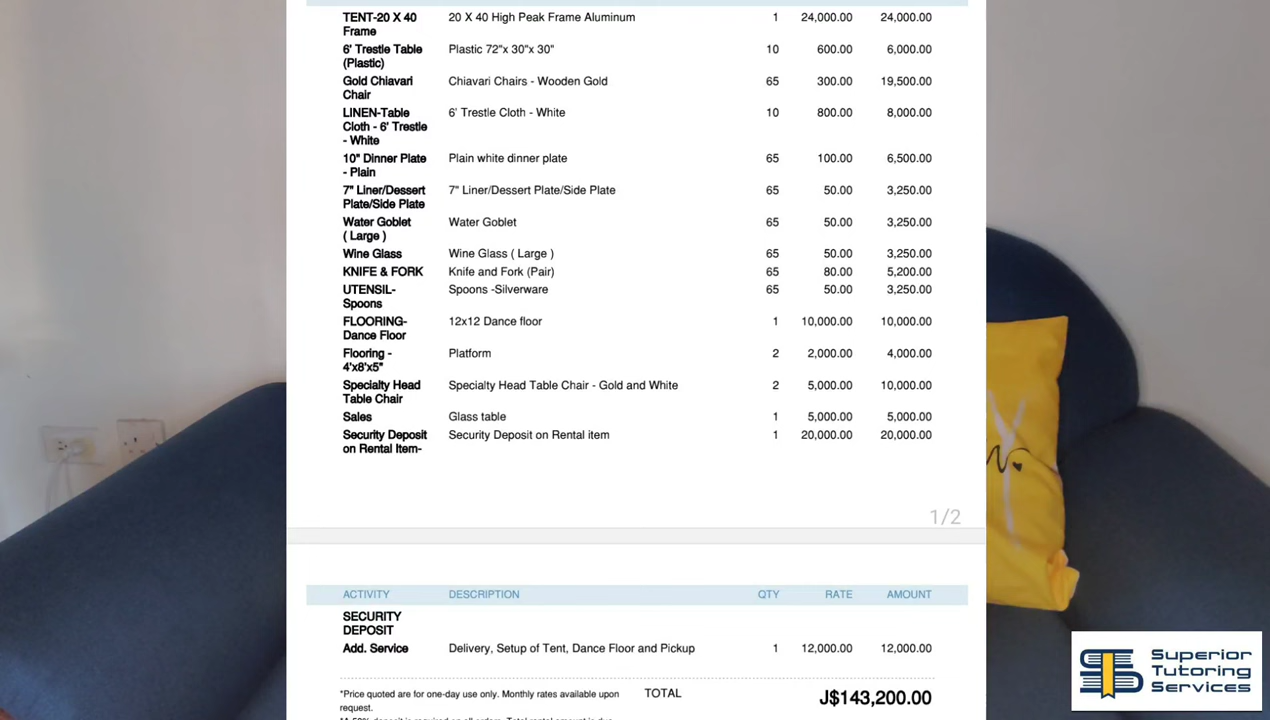 TENT-20 X 40 20 X 40 High Peak Frame Aluminum 1 24,000.00 24,000.00
Frame
6' Trestle Table Plastic 72"x 30"x 30" 10 600.00 6,000.00
(Plastic)
Gold Chiavari Chiavari Chairs - Wooden Gold 65 300.00 19,500.00
Chair
LINEN-Table 6' Trestle Cloth - White 10 800.00 8,000.00
Cloth - 6' Trestle
- White
10" Dinner Plate Plain white dinner plate 65 100.00 6,500.00
- Plain
7" Liner/Dessert 7" Liner/Dessert Plate/Side Plate 65 50.00 3,250.00
Plate/Side Plate
Water Goblet Water Goblet 65 50.00 3,250.00
( Large )
Wine Glass Wine Glass ( Large ) 65 50.00 3,250.00
KNIFE & FORK Knife and Fork (Pair) 65 80.00 5,200.00
UTENSIL- Spoons -Silverware 65 50.00 3,250.00
Spoons
FLOORING- 12x12 Dance floor 1 10,000.00 10,000.00
Dance Floor
Flooring - Platform 2 2,000.00 4,000.00
4'x8'x5"
Specialty Head Specialty Head Table Chair - Gold and White 2 5,000.00 10,000.00
Table Chair
Sales Glass table 1 5,000.00 5,000.00
Security Deposit Security Deposit on Rental item 1 20,000.00 20,000.00
on Rental Item-
1/2
ACTIVITY DESCRIPTION QTY RATE AMOUNT
SECURITY
DEPOSIT
Add. Service Delivery, Setup of Tent, Dance Floor and Pickup 1 12,000.00 12,000.00
*Price quoted are for one-day use only. Monthly rates available upon TOTAL J$143,200.00
request.
Superior
Tutoring
Services